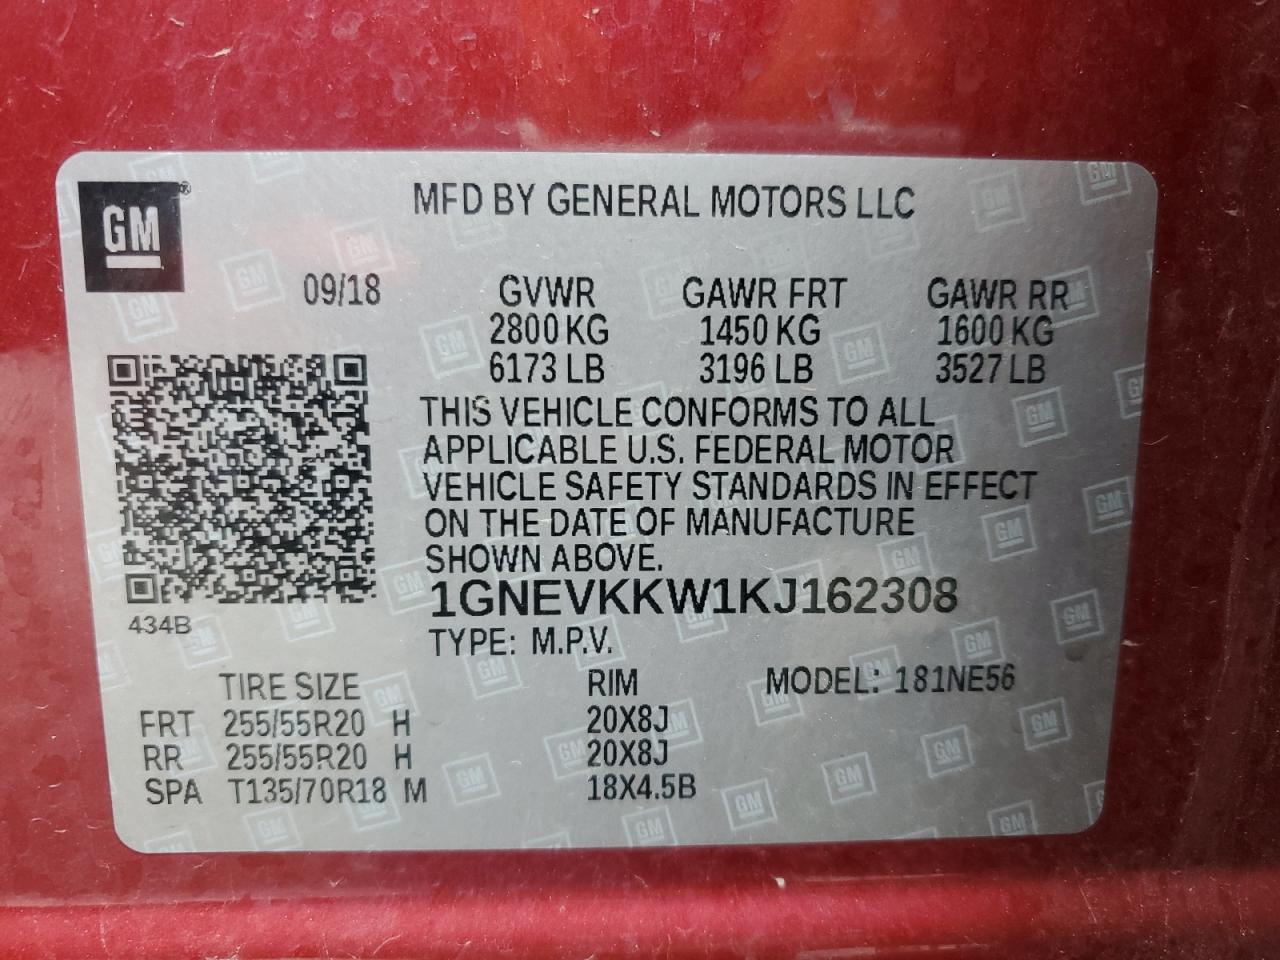 GM®
MFD BY GENERAL MOTORS LLC
09/18 GVWR GAWR FRT GAWR RR
2800 KG 1450 KG 1600 KG
6173 LB 3196 LB 3527 LB
THIS VEHICLE CONFORMS TO ALL
APPLICABLE U.S. FEDERAL MOTOR
VEHICLE SAFETY STANDARDS IN EFFECT
ON THE DATE OF MANUFACTURE
SHOWN ABOVE.
1GNEVKKW1KJ162308
434B
TYPE: M.P.V.
TIRE SIZE RIM MODEL: 181NE56
FRT 255/55R20 H 20X8J
RR 255/55R20 H 20X8J
SPA T135/70R18 M 18X4.5B